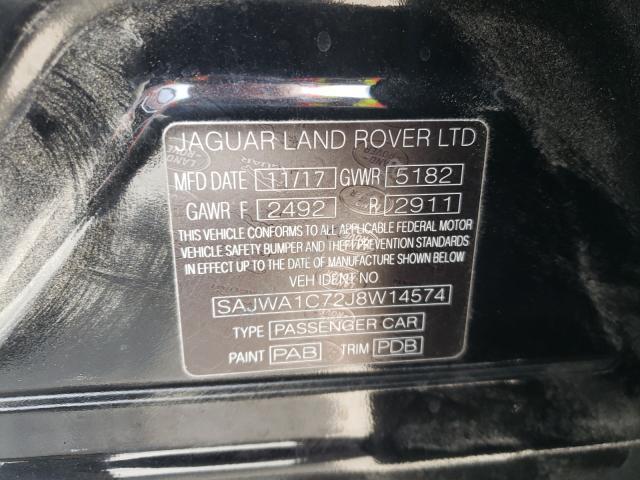 JAGUAR LAND ROVER LTD
MFD DATE 11/17 GVWR 5182
GAWR F 2492 R 2911
THIS VEHICLE CONFORMS TO ALL APPLICABLE FEDERAL MOTOR
VEHICLE SAFETY BUMPER AND THEFT PREVENTION STANDARDS
IN EFFECT UP TO THE DATE OF MANUFACTURE SHOWN BELOW
VEH IDENT NO
SAJWA1C72J8W14574
TYPE PASSENGER CAR
PAINT PAB TRIM PDB